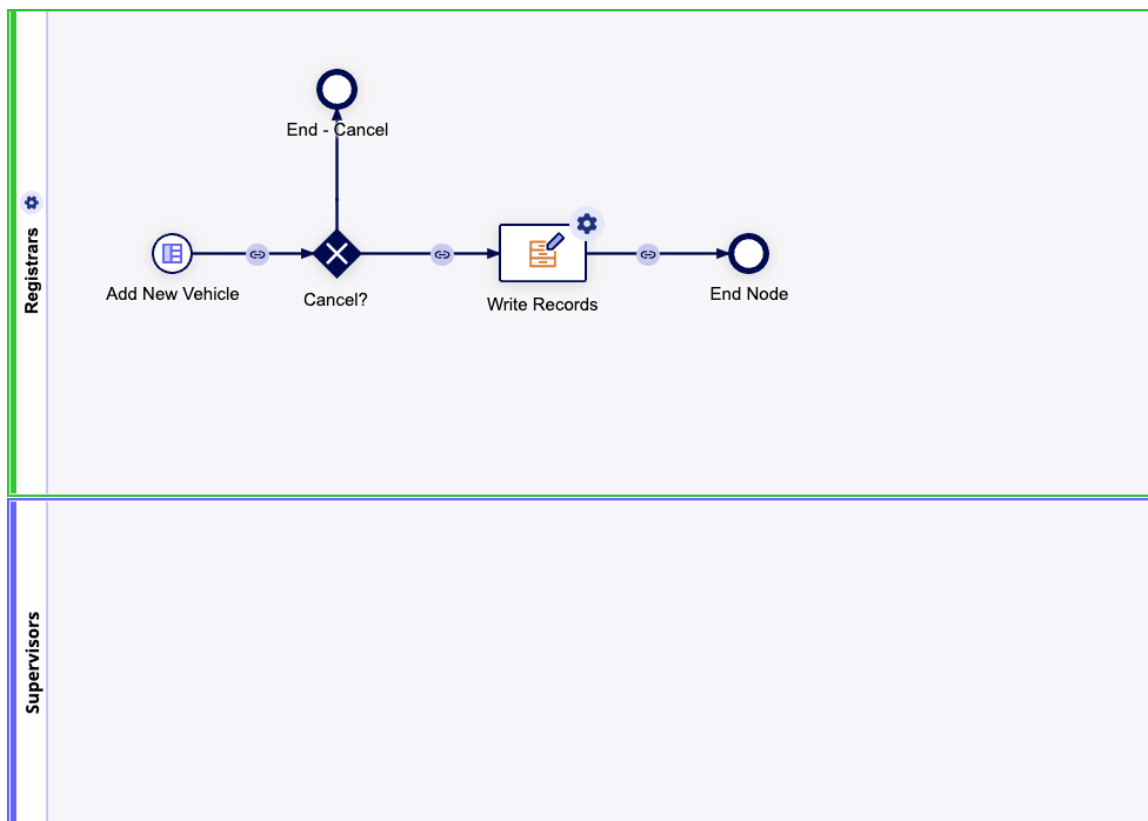 End - Cancel
Registrars
Add New Vehicle
Cancel?
Write Records
End Node
Supervisors